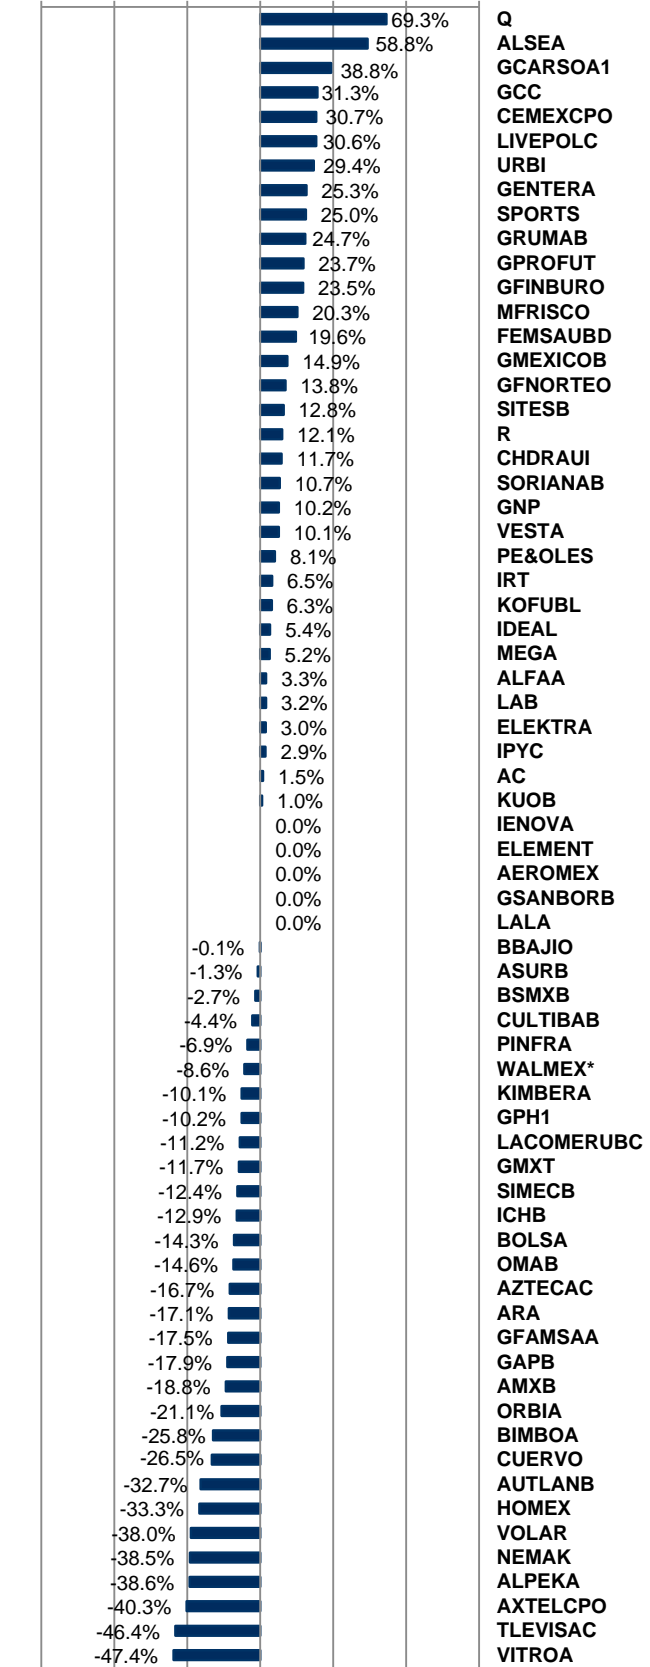 69.3% Q
58.8% ALSEA
38.8% GCARSOA1
31.3% GCC
30.7% CEMEXCPO
30.6% LIVEPOLC
29.4% URBI
25.3% GENTERA
25.0% SPORTS
24.7% GRUMAB
23.7% GPROFUT
23.5% GFINBURO
20.3% MFRISCO
19.6% FEMSAUBD
14.9% GMEXICOB
13.8% GFNORTEO
12.8% SITESB
12.1% R
11.7% CHDRAUI
10.7% SORIANAB
10.2% GNP
10.1% VESTA
8.1% PE&OLES
6.5% IRT
6.3% KOFUBL
5.4% IDEAL
5.2% MEGA
3.3% ALFAA
3.2% LAB
3.0% ELEKTRA
2.9% IPYC
1.5% AC
1.0% KUOB
0.0% IENOVA
0.0% ELEMENT
0.0% AEROMEX
0.0% GSANBORB
0.0% LALA
-0.1% BBAJIO
-1.3% ASURB
-2.7% BSMXB
-4.4% CULTIBAB
-6.9% PINFRA
-8.6% WALMEX*
-10.1% KIMBERA
-10.2% GPH1
-11.2% LACOMERUBC
-11.7% GMXT
-12.4% SIMECB
-12.9% ICHB
-14.3% BOLSA
-14.6% OMAB
-16.7% AZTECAC
-17.1% ARA
-17.5% GFAMSAA
-17.9% GAPB
-18.8% AMXB
-21.1% ORBIA
-25.8% BIMBOA
-26.5% CUERVO
-32.7% AUTLANB
-33.3% HOMEX
-38.0% VOLAR
-38.5% NEMAK
-38.6% ALPEKA
-40.3% AXTELCPO
-46.4% TLEVISAC
-47.4% VITROA